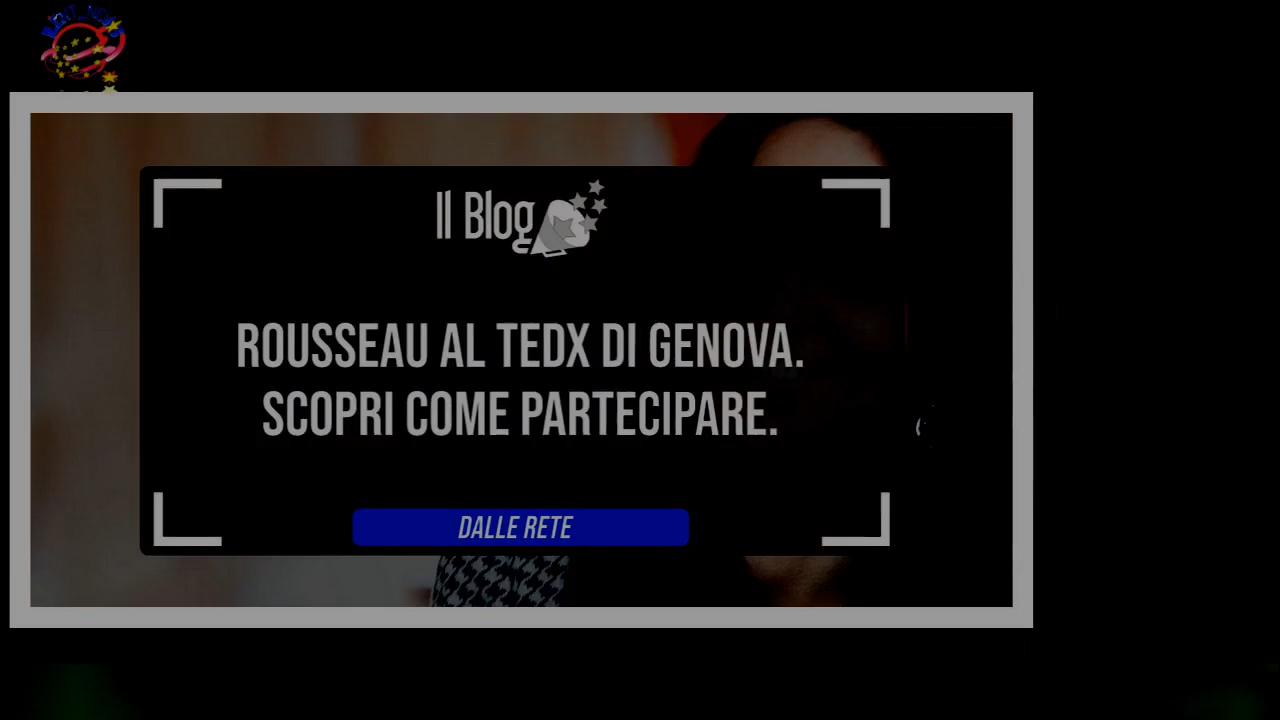 Il Blog
ROUSSEAU AL TEDX DI GENOVA.
SCOPRI COME PARTECIPARE.
DALLE RETE